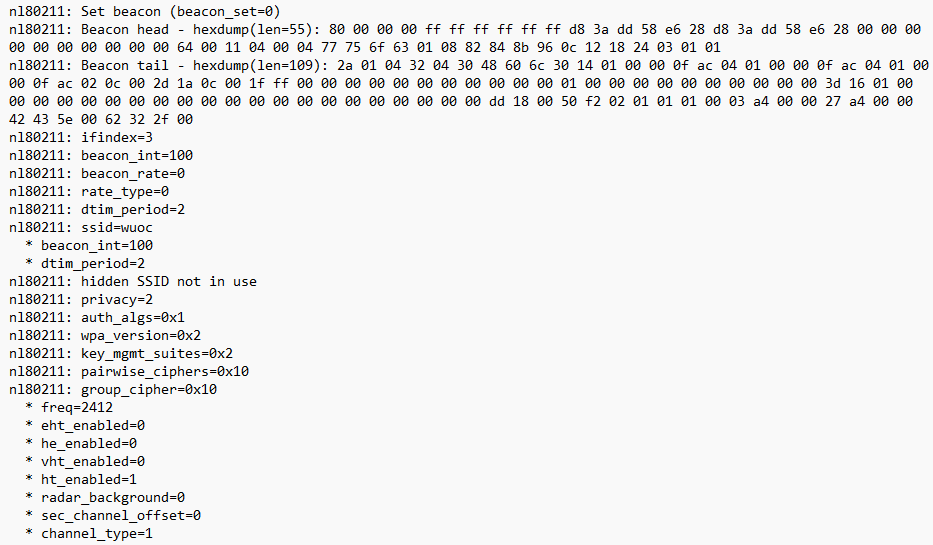 nl80211: Set beacon (beacon_set=0)
nl80211: Beacon head - hexdump(len=55): 80 00 00 00 ff ff ff ff ff ff d8 3a dd 58 e6 28 d8 3a dd 58 e6 28 00 00 00
00 00 00 00 00 00 00 64 00 11 04 00 04 77 75 6f 63 01 08 82 84 8b 96 0c 12 18 24 03 01 01
nl80211: Beacon tail - hexdump(len=109): 2a 01 04 32 04 30 48 60 6c 30 14 01 00 00 0f ac 04 01 00 00 0f ac 04 01 00
00 0f ac 02 0c 00 2d 1a 0c 00 1f ff 00 00 00 00 00 00 00 00 00 00 01 00 00 00 00 00 00 00 00 00 00 3d 16 01 00
00 00 00 00 00 00 00 00 00 00 00 00 00 00 00 00 00 00 00 00 dd 18 00 50 f2 02 01 01 01 00 03 a4 00 00 27 a4 00 00
42 43 5e 00 62 32 2f 00
nl80211: ifindex=3
nl80211: beacon_int=100
nl80211: beacon_rate=0
nl80211: rate_type=0
nl80211: dtim_period=2
nl80211: ssid=wuoc
* beacon_int=100
* dtim_period=2
nl80211: hidden SSID not in use
nl80211: privacy=2
nl80211: auth_algs=0x1
nl80211: wpa_version=0x2
nl80211: key_mgmt_suites=0x2
nl80211: pairwise_ciphers=0x10
nl80211: group_cipher=0x10
* freq=2412
* eht_enabled=0
* he_enabled=0
* vht_enabled=0
* ht_enabled=1
* radar_background=0
* sec_channel_offset=0
* channel_type=1